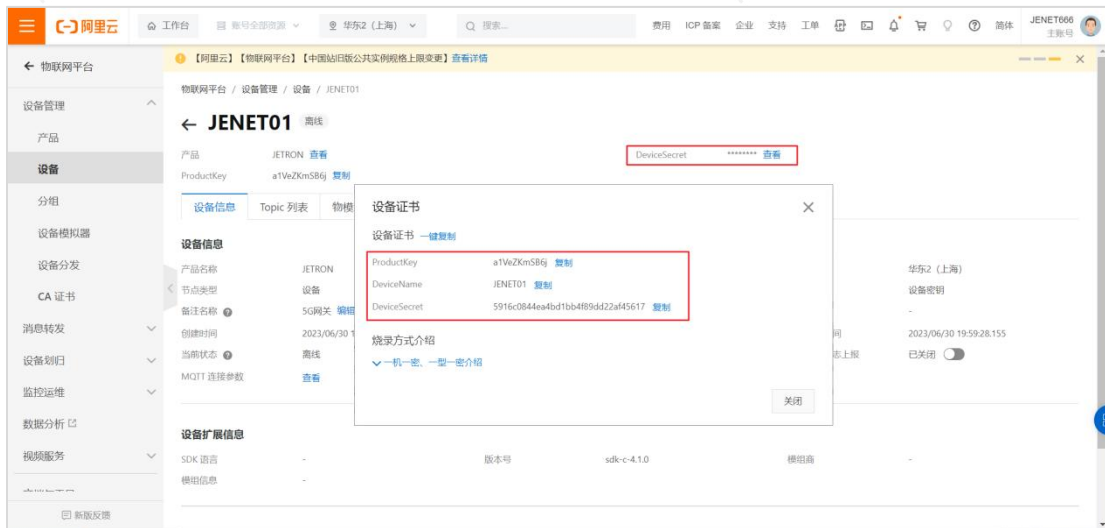 阿里云 工作台 账号全部资源 华东2（上海） 搜索... 费用 ICP 备案 企业 支持 工单 简体 JENET666
主账号
物联网平台
【阿里云】【物联网平台】【中国站旧版公共实例规格上限变更】查看详情
设备管理
产品
设备
分组
设备模拟器
设备分发
CA 证书
消息转发
设备划归
监控运维
数据分析
视频服务
新版反馈
物联网平台 / 设备管理 / 设备 / JENET01
JENET01 离线
产品 JETRON 查看 DeviceSecret ******** 查看
ProductKey a1VeZKmSB6j 复制
设备信息 Topic 列表 物模
设备信息
产品名称 JETRON 华东2（上海）
节点类型 设备 设备密钥
备注名称 5G网关 编辑 -
创建时间 2023/06/30 1 间 2023/06/30 19:59:28.155
当前状态 离线 志上报 已关闭
MQTT 连接参数 查看
设备证书
设备证书 一键复制
ProductKey a1VeZKmSB6j 复制
DeviceName JENET01 复制
DeviceSecret 5916c0844ea4bd1bb4f89dd22af45617 复制
烧录方式介绍
一机一密、一型一密介绍
关闭
设备扩展信息
SDK 语言 - 版本号 sdk-c-4.1.0 模组商 -
模组信息 -